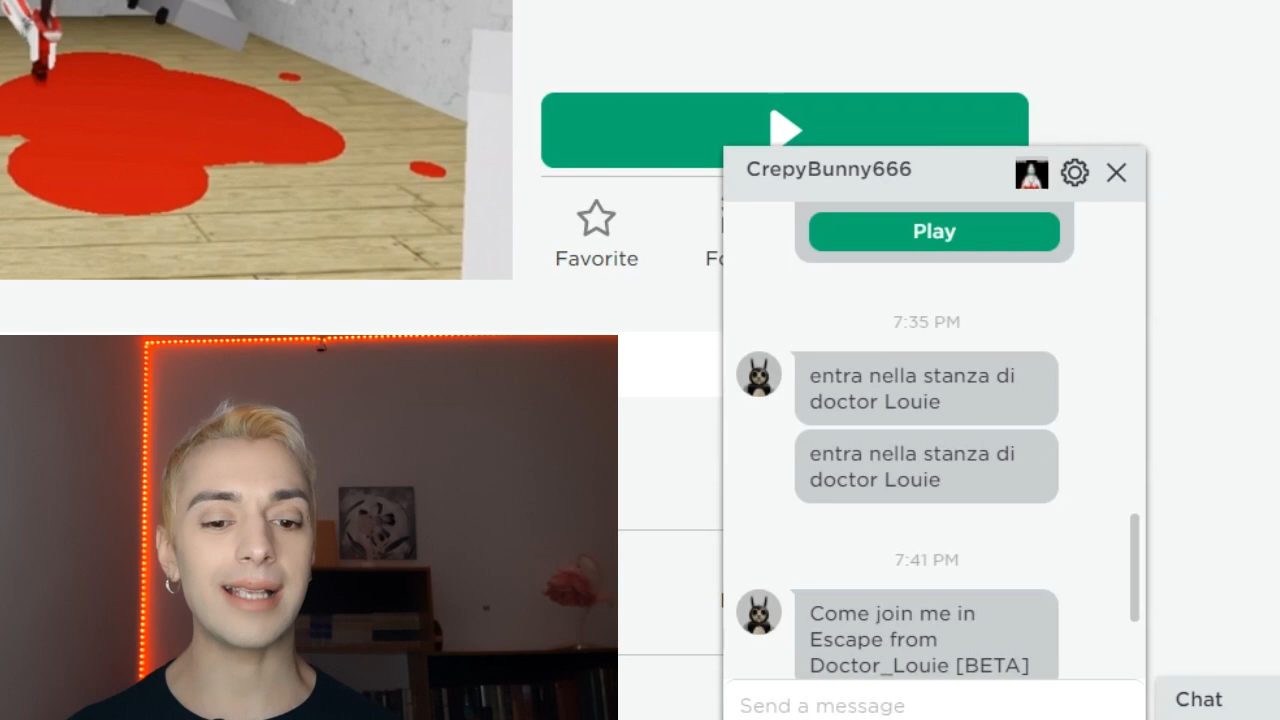 CrepyBunny666
Play
Favorite
Fo
7:35 PM
entra nella stanza di
doctor Louie
entra nella stanza di
doctor Louie
7:41 PM
Come join me in
Escape from
Doctor_Louie [BETA]
Send a message
Chat